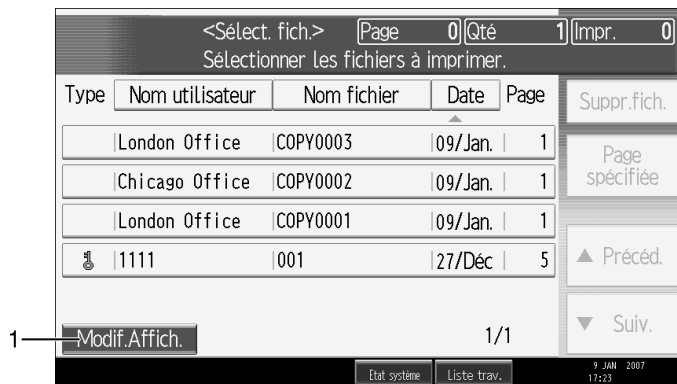 <Sélect. fich.> Page 0 Qté 1 Impr. 0
Sélectionner les fichiers à imprimer.
Type Nom utilisateur Nom fichier Date Page
Suppr.fich.
London Office COPY0003 09/Jan. 1
Page
spécifiée
Chicago Office COPY0002 09/Jan. 1
London Office COPY0001 09/Jan. 1
1111 001 27/Déc 5
▲ Précéd.
1 Modif.Affich. 1/1
▼ Suiv.
Etat système Liste trav. 9 JAN 2007
17:23